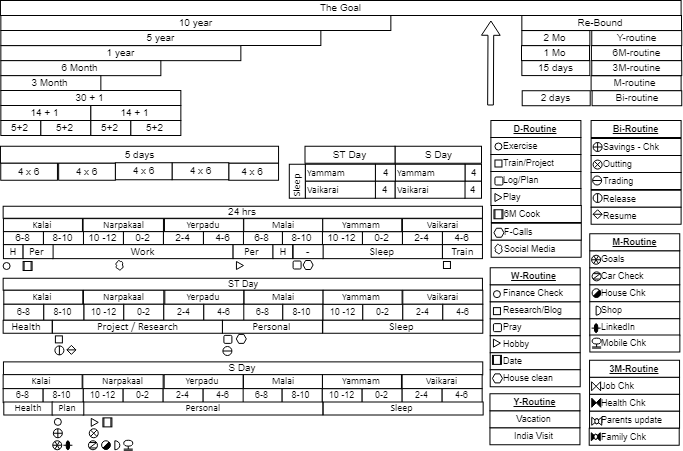 The Goal
10 year
Re-Bound
5 year
2 Mo Y-routine
1 year
1 Mo 6M-routine
6 Month
15 days 3M-routine
3 Month
M-routine
30 + 1
2 days Bi-routine
14 + 1 14 + 1
5+2 5+2 5+2 5+2
5 days
4 x 6 4 x 6 4 x 6 4 x 6 4 x 6
Sleep
ST Day S Day
Yammam 4 Yammam 4
Vaikarai 4 Vaikarai 4
24 hrs
Kalai Narpakaal Yerpadu Malai Yammam Vaikarai
6-8 8-10 10 -12 0-2 2-4 4-6 6-8 8-10 10 -12 0-2 2-4 4-6
H Per Work Per H - Sleep Train
ST Day
Kalai Narpakaal Yerpadu Malai Yammam Vaikarai
6-8 8-10 10 -12 0-2 2-4 4-6 6-8 8-10 10 -12 0-2 2-4 4-6
Health Project / Research Personal Sleep
S Day
Kalai Narpakaal Yerpadu Malai Yammam Vaikarai
6-8 8-10 10 -12 0-2 2-4 4-6 6-8 8-10 10 -12 0-2 2-4 4-6
Health Plan Personal Sleep
D-Routine
Exercise
Train/Project
Log/Plan
Play
6M Cook
F-Calls
Social Media
W-Routine
Finance Check
Research/Blog
Pray
Hobby
Date
House clean
Y-Routine
Vacation
India Visit
Bi-Routine
Savings - Chk
Outting
Trading
Release
Resume
M-Routine
Goals
Car Check
House Chk
Shop
LinkedIn
Mobile Chk
3M-Routine
Job Chk
Health Chk
Parents update
Family Chk